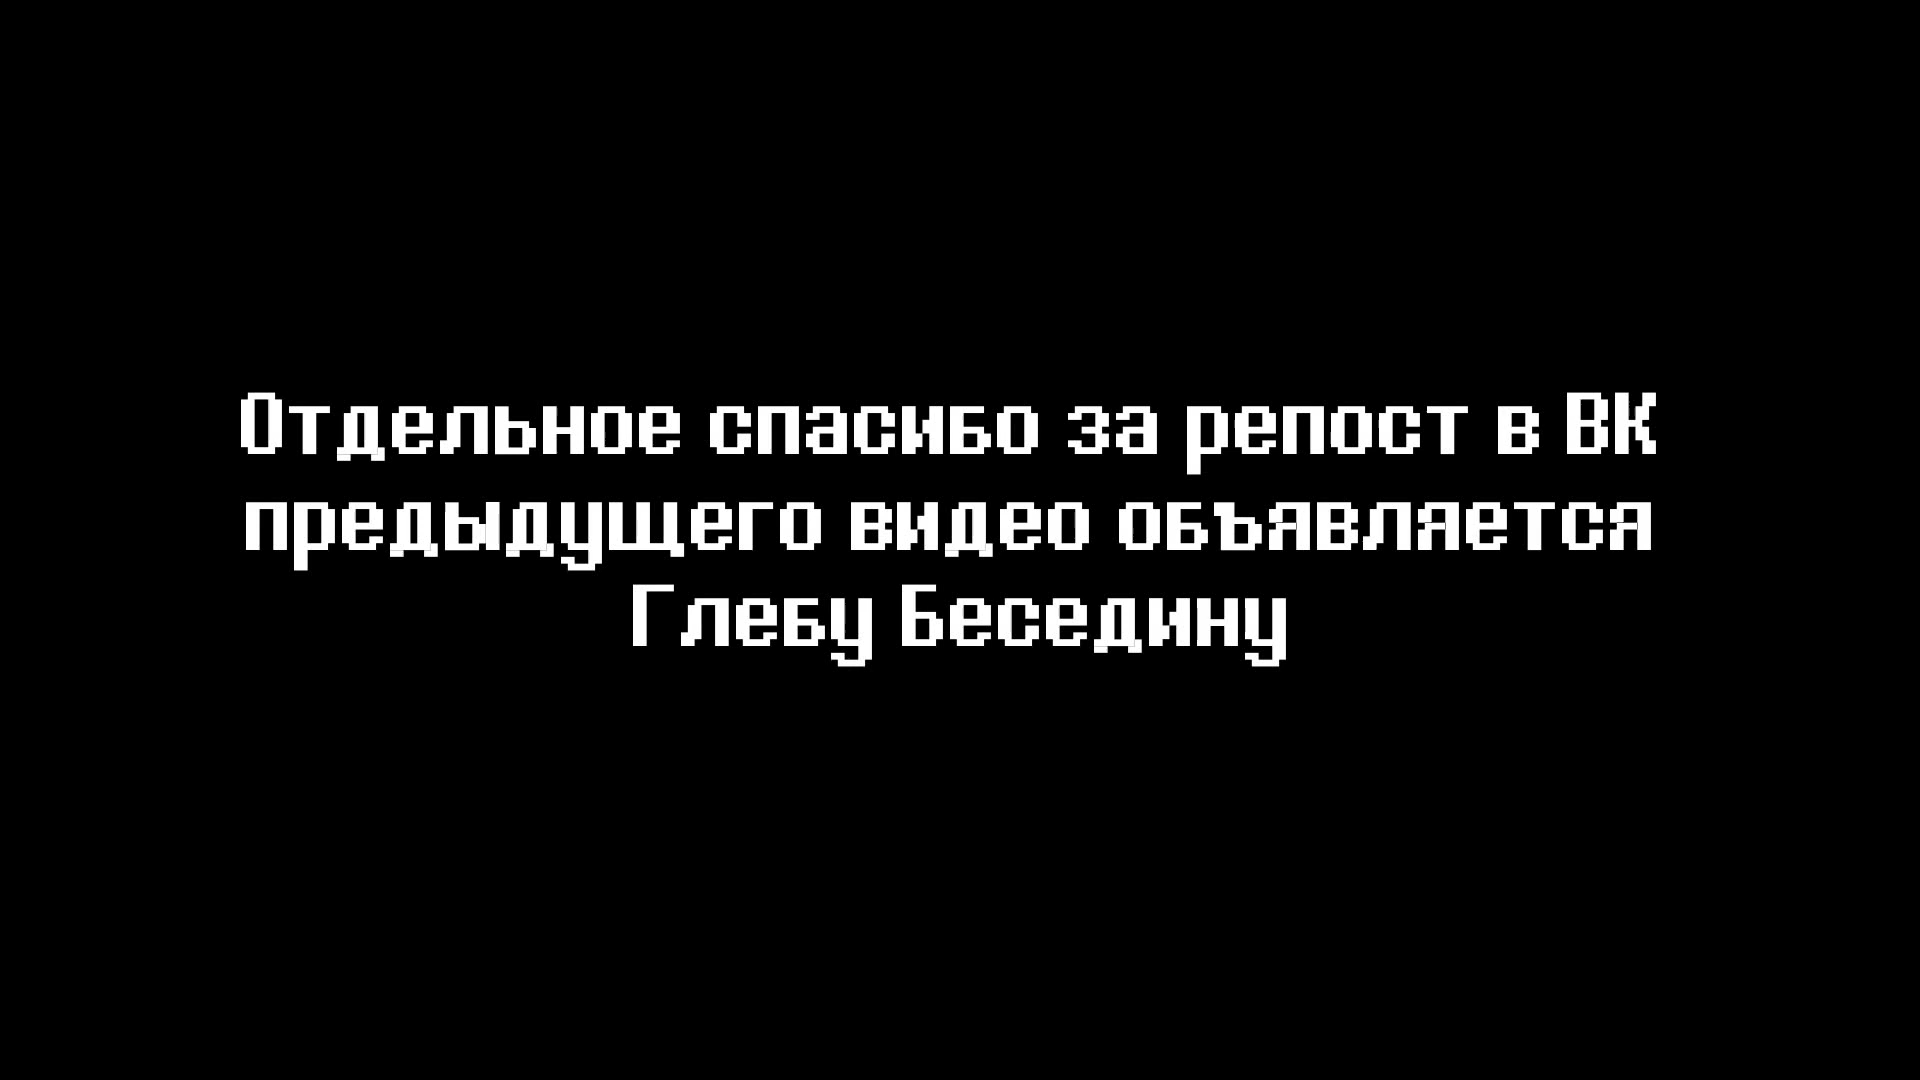 Отдельное спасибо за репост в ВК
предыдущего видео объявляется
Глебу Беседину